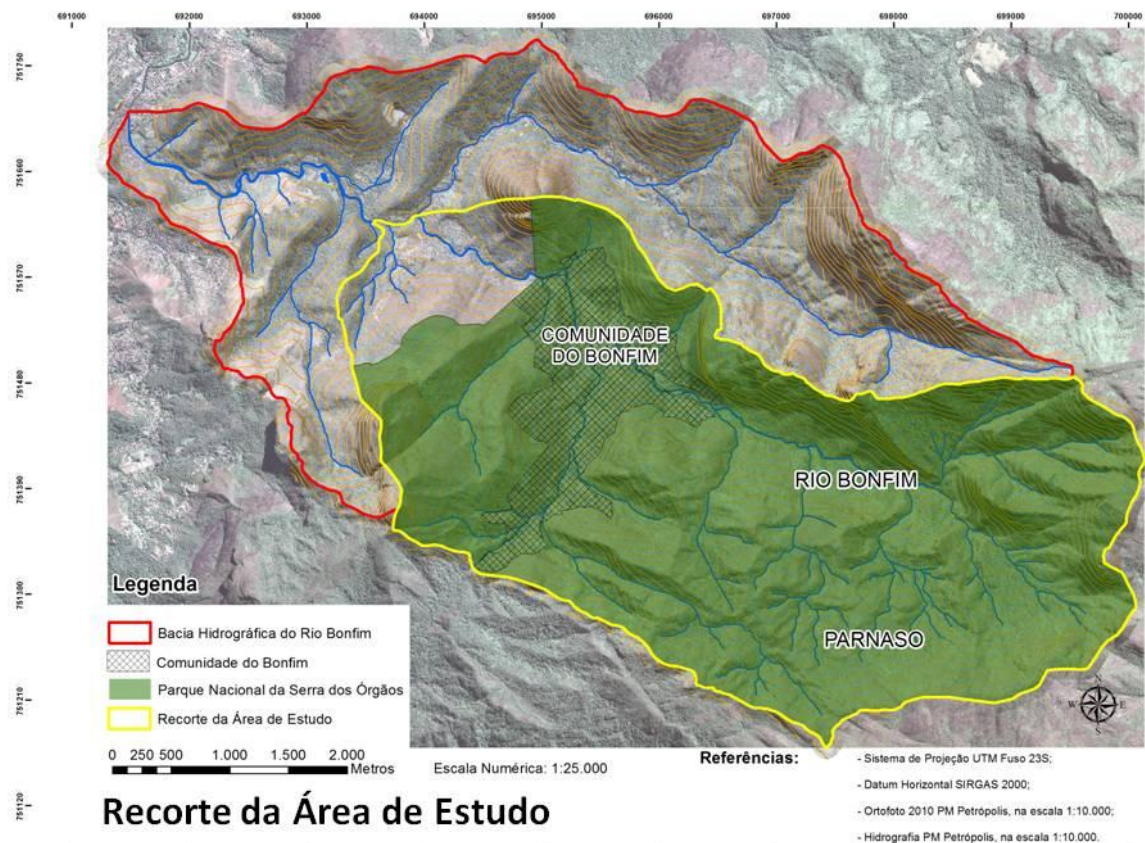 691000 692000 693000 694000 695000 696000 697000 698000 699000 700000
751750
751660
751570
751480
751390
751300
751210
751120
COMUNIDADE
DO BONFIM
RIO BONFIM
PARNASO
Legenda
Bacia Hidrográfica do Rio Bonfim
Comunidade do Bonfim
Parque Nacional da Serra dos Órgãos
Recorte da Área de Estudo
0 250 500 1.000 1.500 2.000
Metros
Escala Numérica: 1:25.000
N
W E
S
Referências:
- Sistema de Projeção UTM Fuso 23S;
- Datum Horizontal SIRGAS 2000;
- Ortofoto 2010 PM Petrópolis, na escala 1:10.000;
- Hidrografia PM Petrópolis, na escala 1:10.000.
Recorte da Área de Estudo